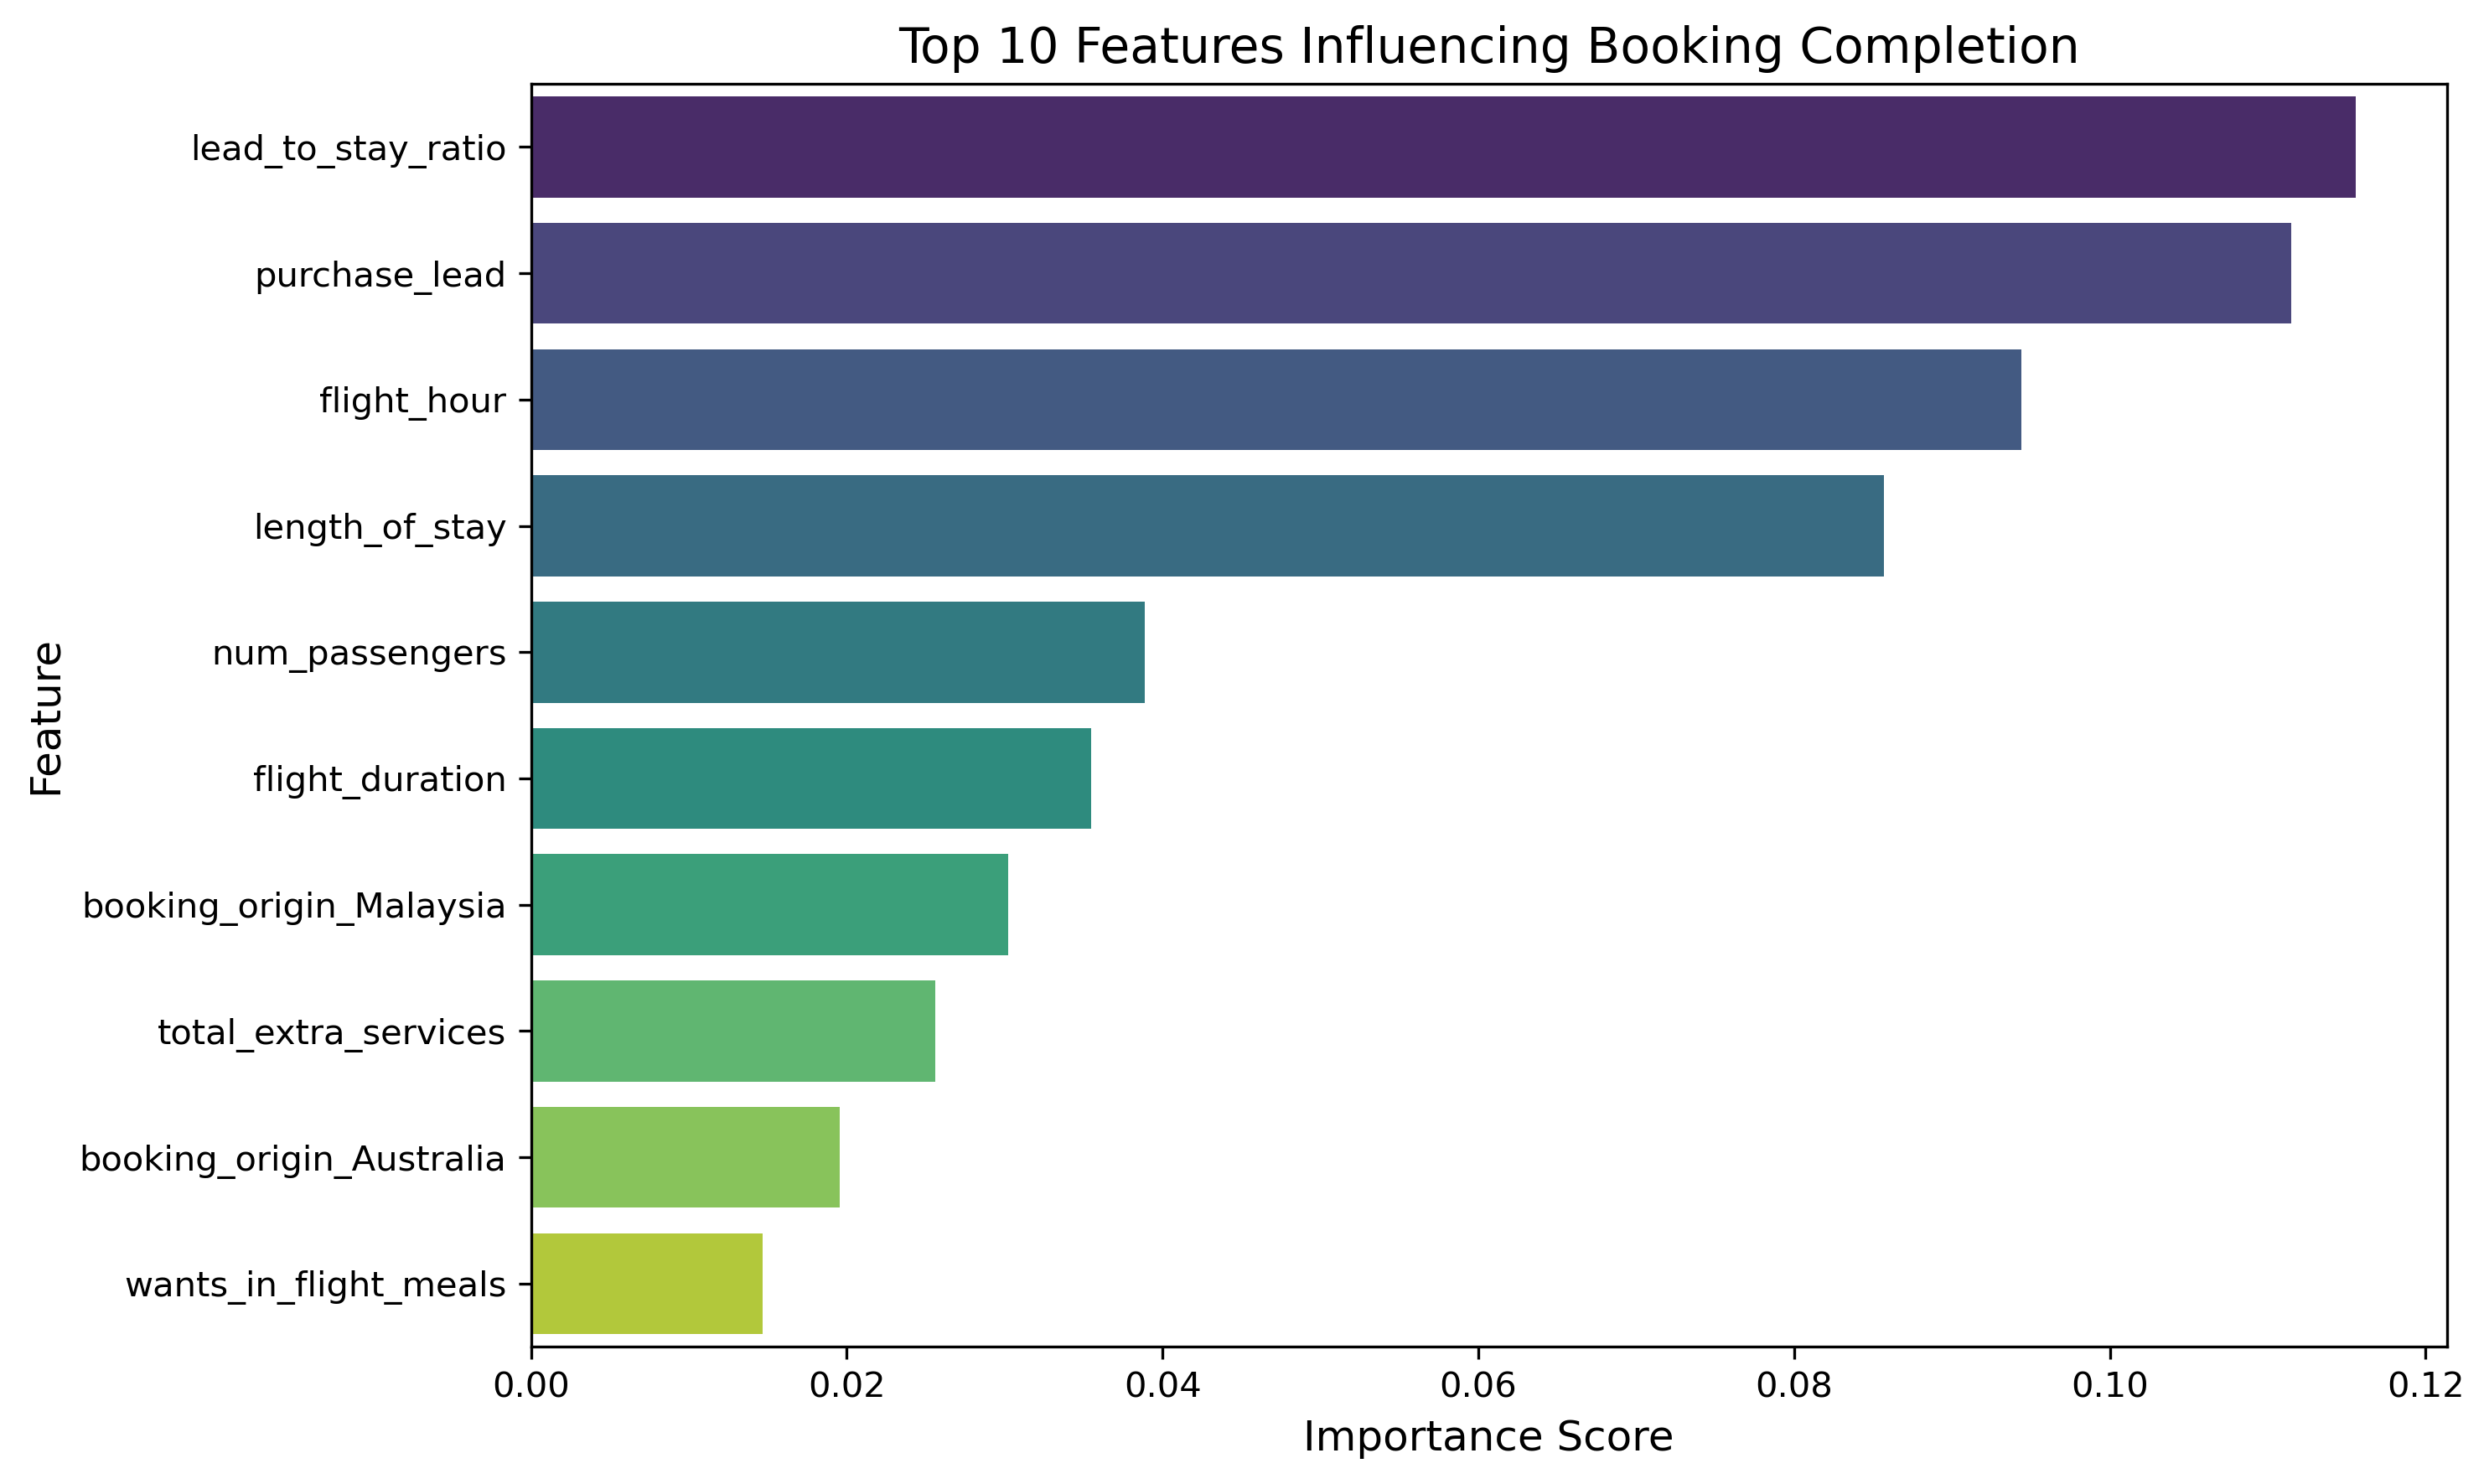 Top 10 Features Influencing Booking Completion
lead_to_stay_ratio
purchase_lead
flight_hour
length_of_stay
num_passengers
flight_duration
booking_origin_Malaysia
total_extra_services
booking_origin_Australia
wants_in_flight_meals
Feature
0.00 0.02 0.04 0.06 0.08 0.10 0.12
Importance Score